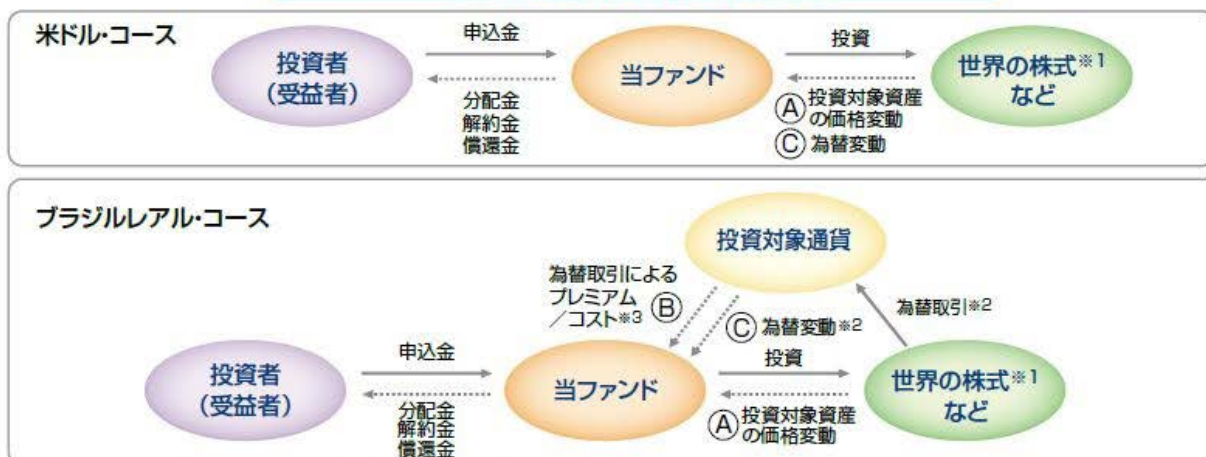 米ドル・コース
投資者
(受益者)
申込金
分配金
解約金
償還金
当ファンド
投資
Ⓐ 投資対象資産
の価格変動
Ⓒ 為替変動
世界の株式※1
など
ブラジルレアル・コース
投資対象通貨
為替取引による
プレミアム
/コスト※3 Ⓑ
Ⓒ 為替変動※2
為替取引※2
投資者
(受益者)
申込金
分配金
解約金
償還金
当ファンド
投資
Ⓐ 投資対象資産
の価格変動
世界の株式※1
など